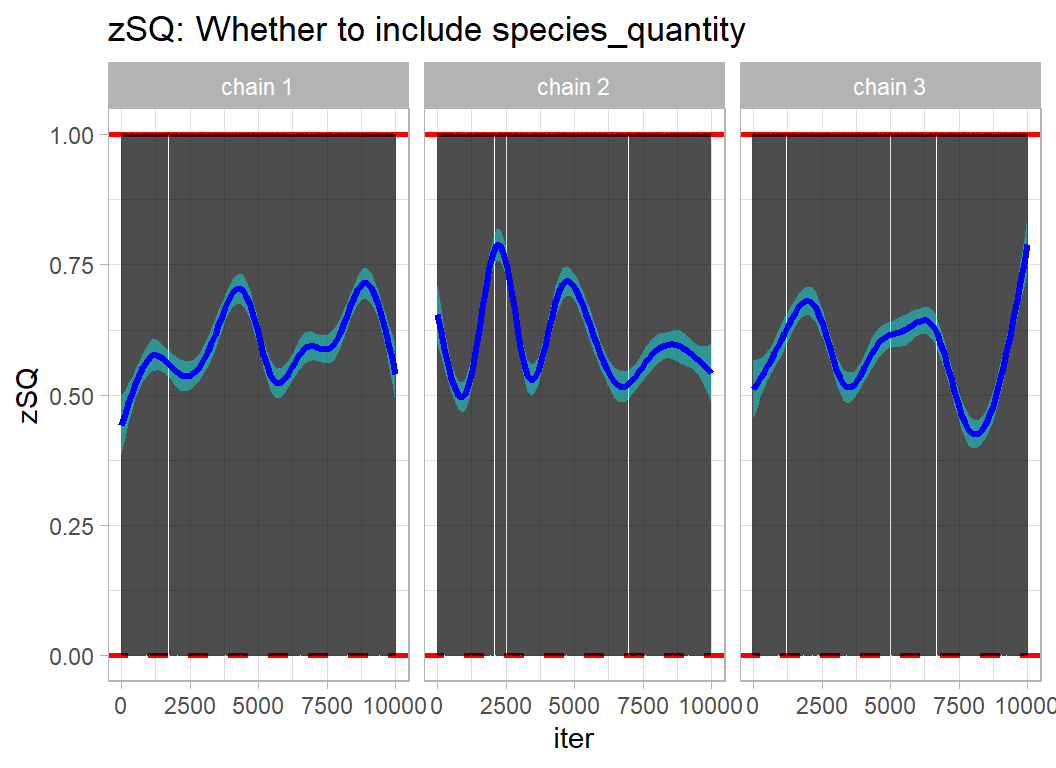 zSQ: Whether to include species_quantity
chain 1 chain 2 chain 3
1.00
0.75
0.50
0.25
0.00
zSQ
0 2500 5000 7500 10000 0 2500 5000 7500 10000 0 2500 5000 7500 10000
iter